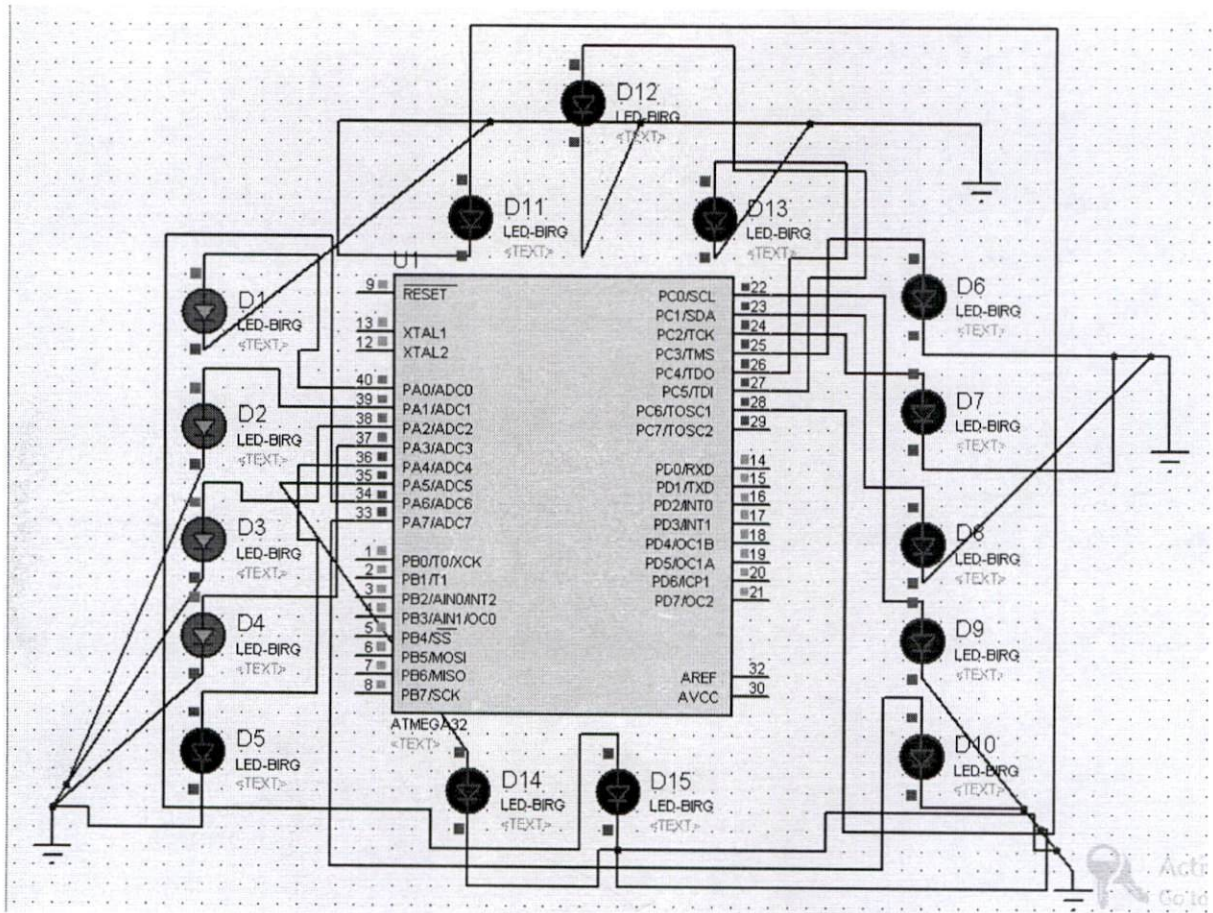 D12
LED-BIRG
<TEXT>
D11
LED-BIRG
<TEXT>
D13
LED-BIRG
<TEXT>
D1
LED-BIRG
<TEXT>
D2
LED-BIRG
<TEXT>
D3
LED-BIRG
<TEXT>
D4
LED-BIRG
<TEXT>
D5
LED-BIRG
<TEXT>
U1
9 RESET
13 XTAL1
12 XTAL2
40 PA0/ADC0
39 PA1/ADC1
38 PA2/ADC2
37 PA3/ADC3
36 PA4/ADC4
35 PA5/ADC5
34 PA6/ADC6
33 PA7/ADC7
1 PB0/T0/XCK
2 PB1/T1
3 PB2/AIN0/INT2
4 PB3/AIN1/OC0
5 PB4/SS
6 PB5/MOSI
7 PB6/MISO
8 PB7/SCK
PC0/SCL 22
PC1/SDA 23
PC2/TCK 24
PC3/TMS 25
PC4/TDO 26
PC5/TDI 27
PC6/TOSC1 28
PC7/TOSC2 29
PD0/RXD 14
PD1/TXD 15
PD2/INT0 16
PD3/INT1 17
PD4/OC1B 18
PD5/OC1A 19
PD6/ICP1 20
PD7/OC2 21
AREF 32
AVCC 30
ATMEGA32
<TEXT>
D6
LED-BIRG
<TEXT>
D7
LED-BIRG
<TEXT>
D8
LED-BIRG
<TEXT>
D9
LED-BIRG
<TEXT>
D10
LED-BIRG
<TEXT>
D14
LED-BIRG
<TEXT>
D15
LED-BIRG
<TEXT>
Acti
Go to